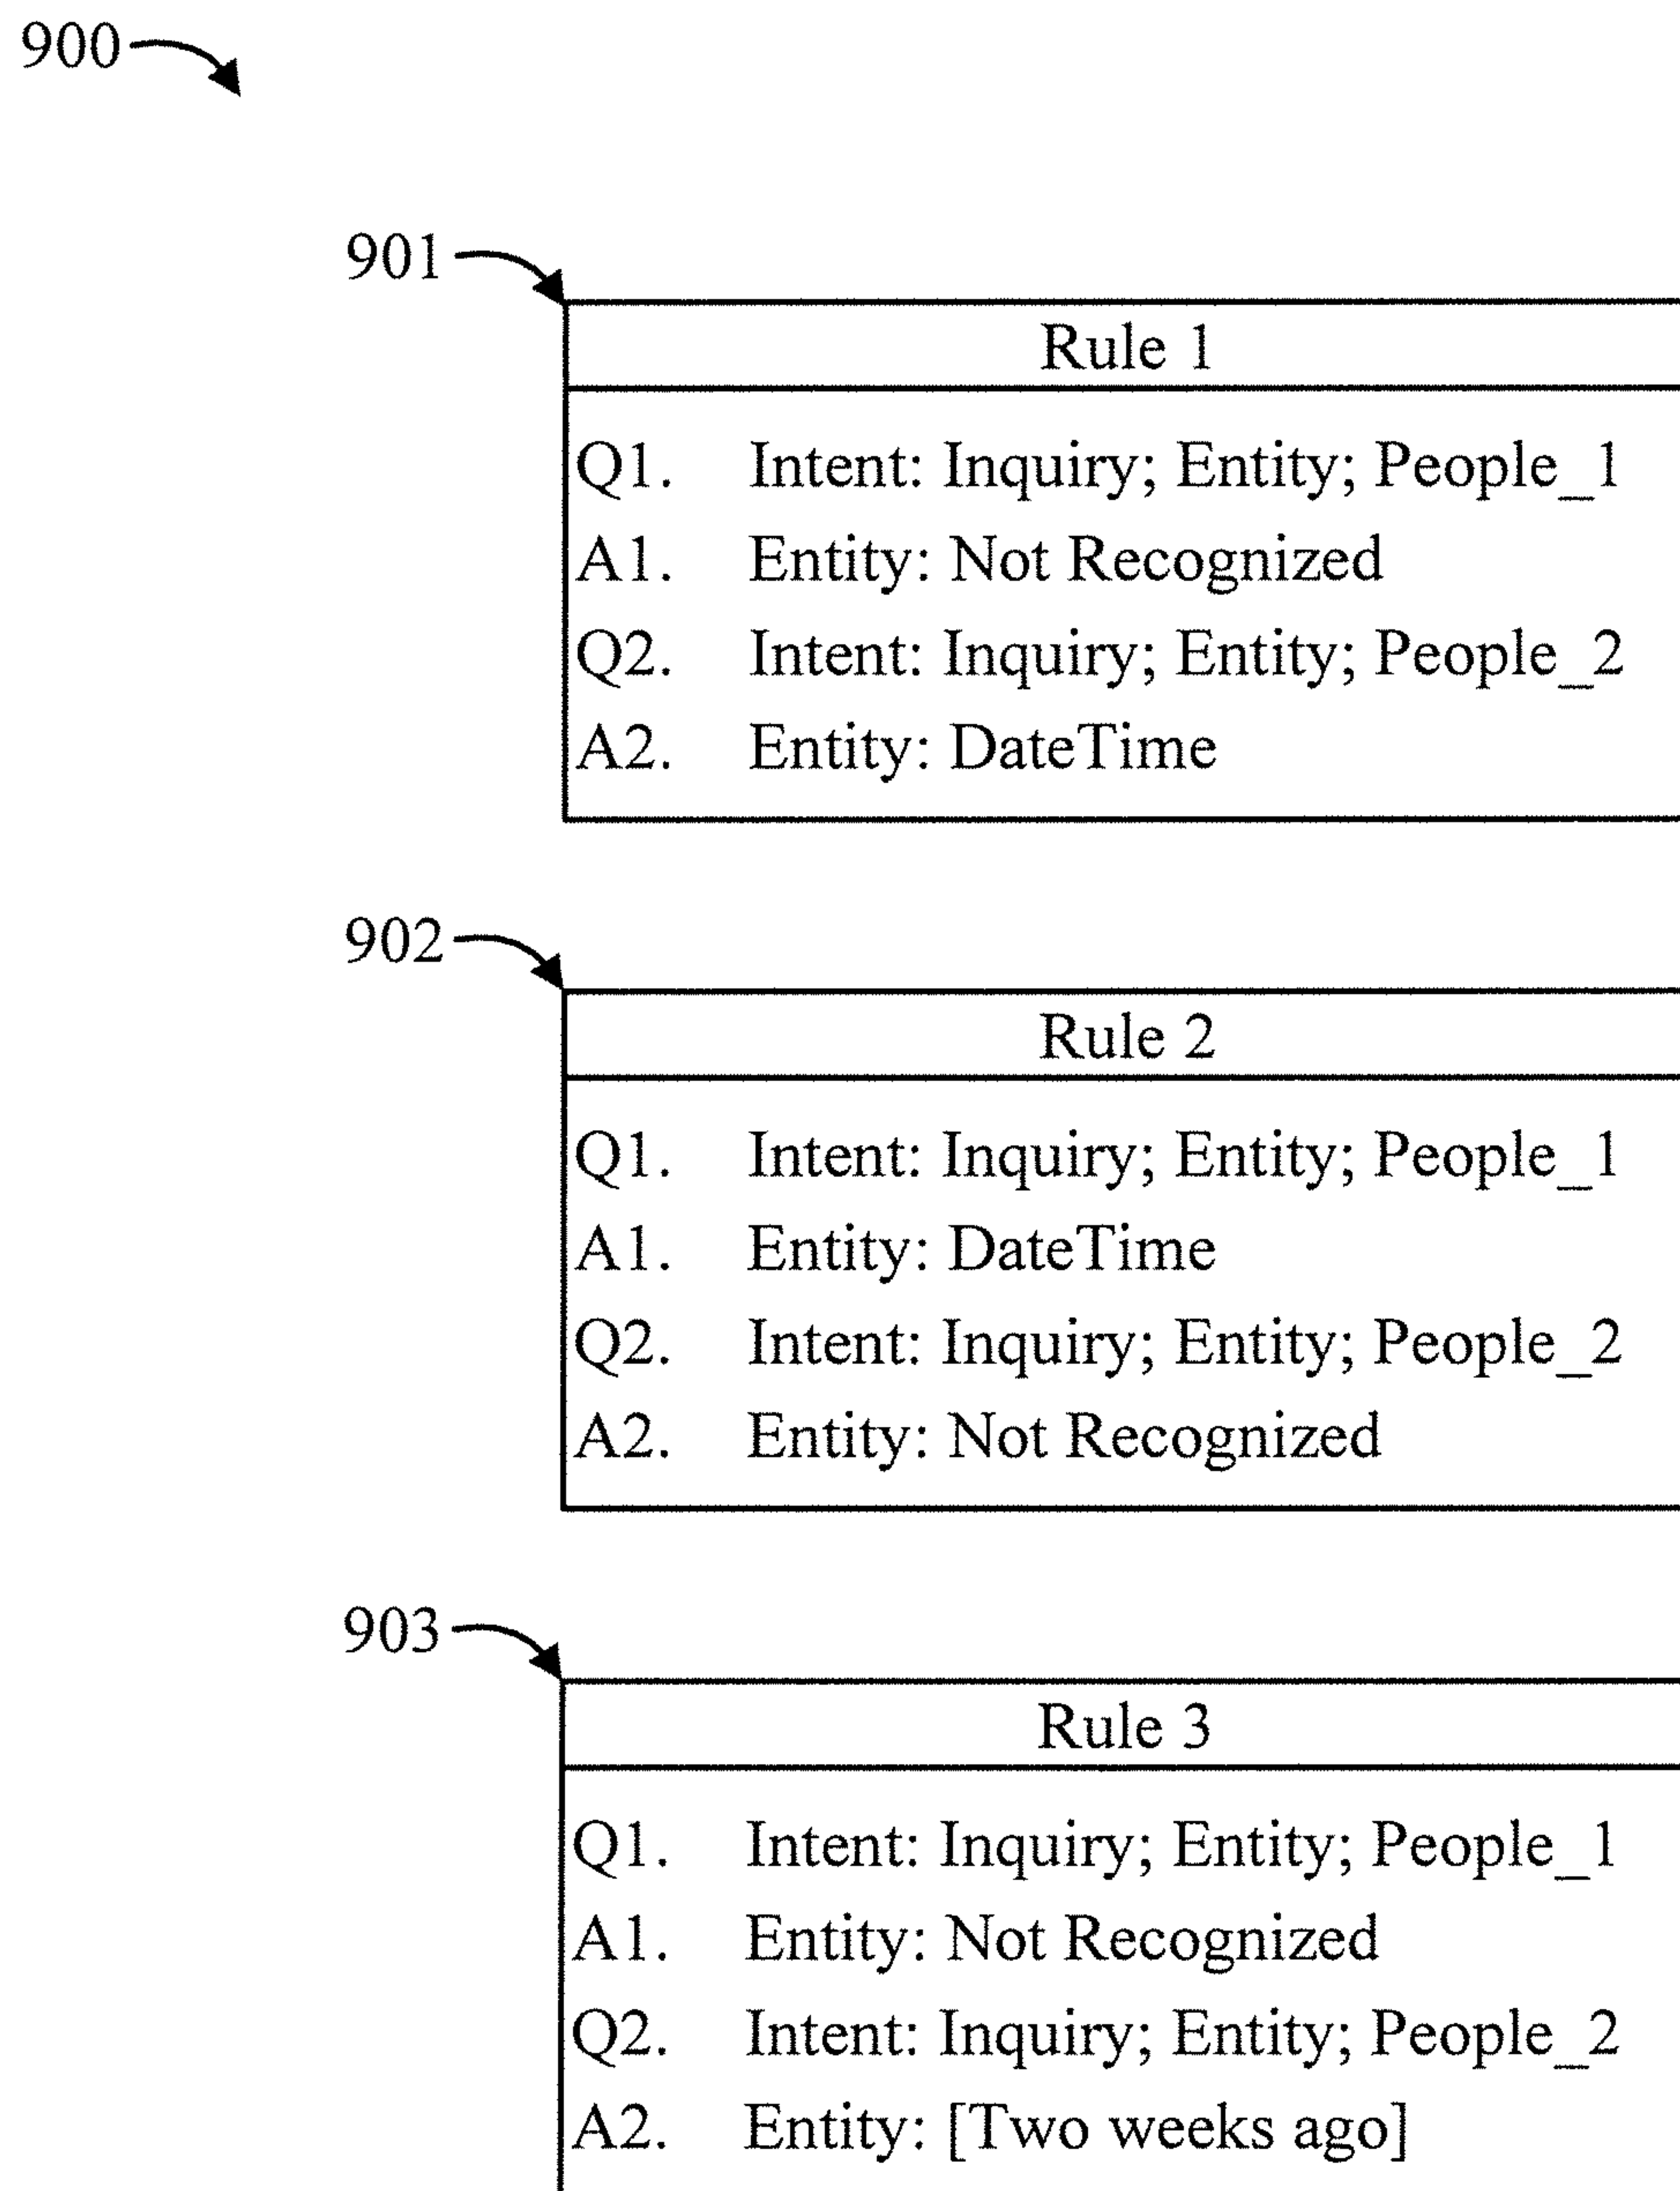 900
901
Rule 1
Q1. Intent: Inquiry; Entity; People_1
A1. Entity: Not Recognized
Q2. Intent: Inquiry; Entity; People_2
A2. Entity: DateTime
902
Rule 2
Q1. Intent: Inquiry; Entity; People_1
A1. Entity: DateTime
Q2. Intent: Inquiry; Entity; People_2
A2. Entity: Not Recognized
903
Rule 3
Q1. Intent: Inquiry; Entity; People_1
A1. Entity: Not Recognized
Q2. Intent: Inquiry; Entity; People_2
A2. Entity: [Two weeks ago]